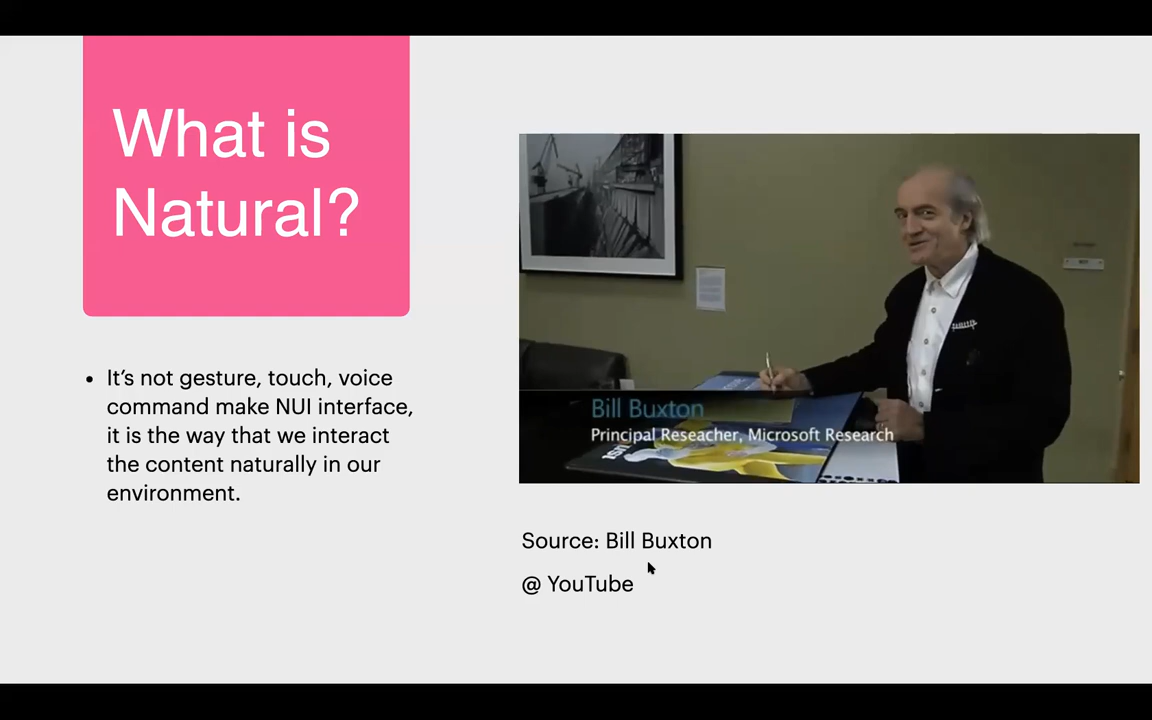 What is
Natural?
• It’s not gesture, touch, voice
command make NUI interface,
it is the way that we interact
the content naturally in our
environment.
Bill Buxton
Principal Reseacher, Microsoft Research
Source: Bill Buxton
@ YouTube